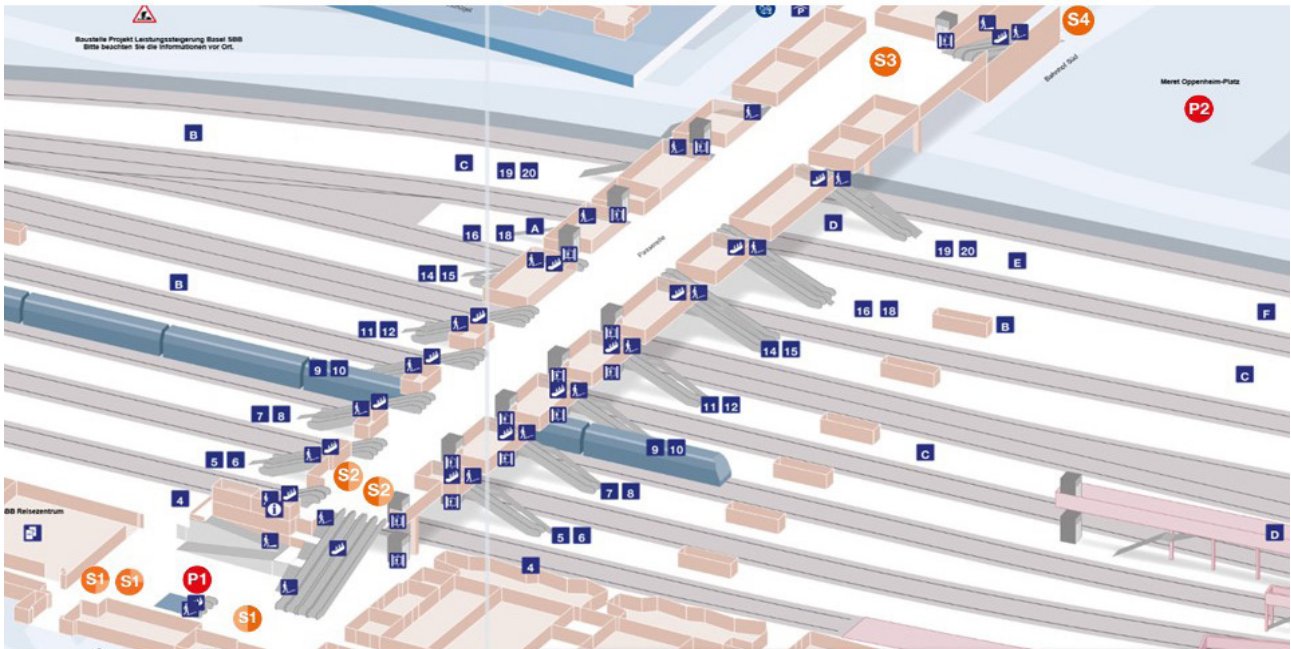 Baustelle Projekt Leistungssteigerung Basel SBB
Bitte beachten Sie die Informationen vor Ort.
P
S4
S3
Bahnhof Süd
Meret Oppenheim-Platz
P2
B
C
19 20
16 18
A
Passerelle
D
19 20
E
F
14 15
B
16 18
B
11 12
14 15
C
9 10
11 12
7 8
9 10
C
5 6
S2
S2
7 8
4
i
BB Reisezentrum
5 6
D
4
S1
S1
P1
S1